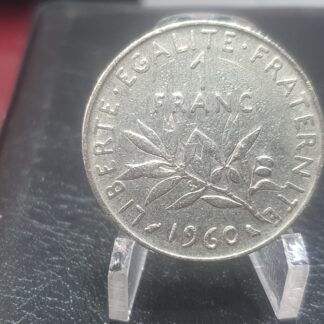 LIBERTE · EGALITE · FRATERNITE
1
FRANC
1960